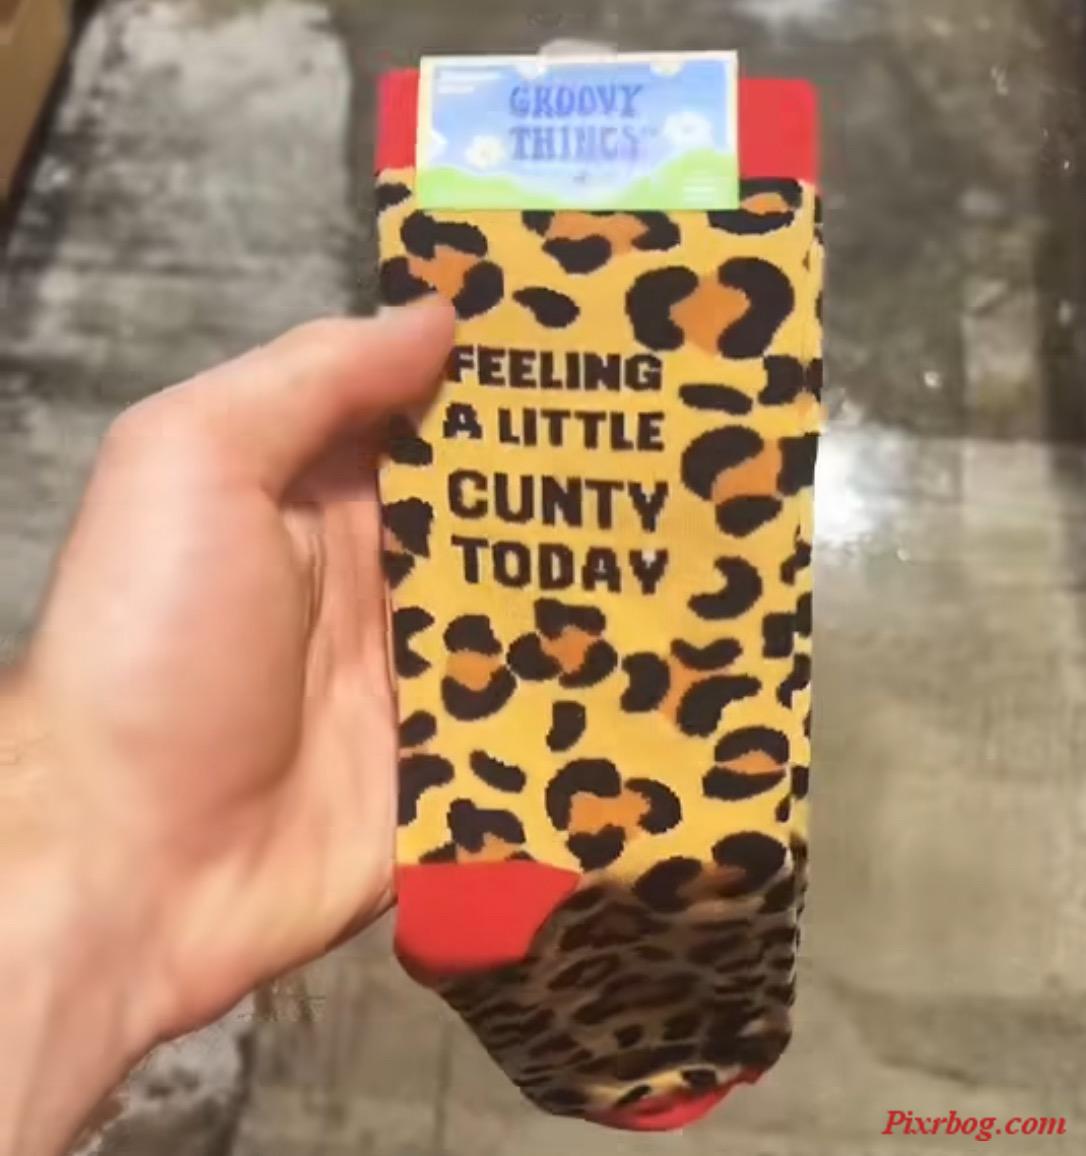 GROOVY
THINGS
FEELING
A LITTLE
CUNTY
TODAY
Pixrbog.com